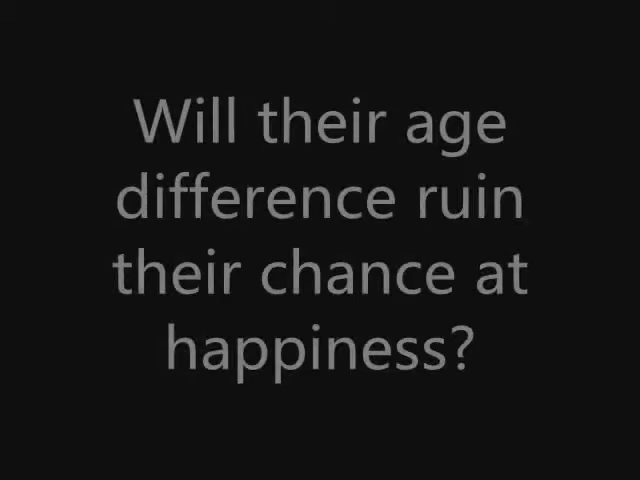 Will their age
difference ruin
their chance at
happiness?